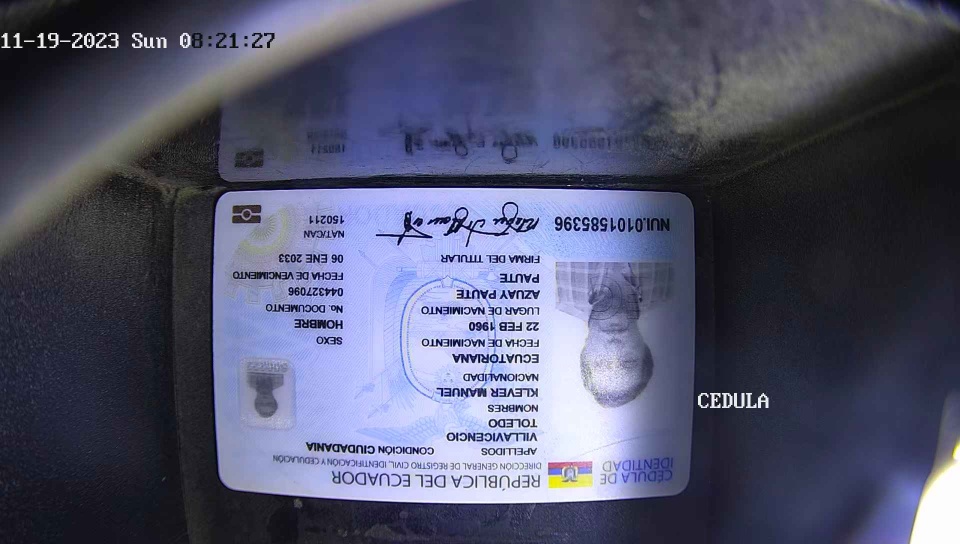 11-19-2023 Sun 08:21:27
CEDULA
CÉDULA DE
IDENTIDAD
REPÚBLICA DEL ECUADOR
DIRECCIÓN GENERAL DE REGISTRO CIVIL, IDENTIFICACIÓN Y CEDULACIÓN
APELLIDOS
CONDICIÓN CIUDADANÍA
VILLAVICENCIO
TOLEDO
NOMBRES
KLEVER MANUEL
NACIONALIDAD
ECUATORIANA
FECHA DE NACIMIENTO
22 FEB 1960
LUGAR DE NACIMIENTO
AZUAY PAUTE
PAUTE
FIRMA DEL TITULAR
SEXO
HOMBRE
No. DOCUMENTO
044327096
FECHA DE VENCIMIENTO
06 ENE 2033
NAT/CAN
150211
NUI.0101585396